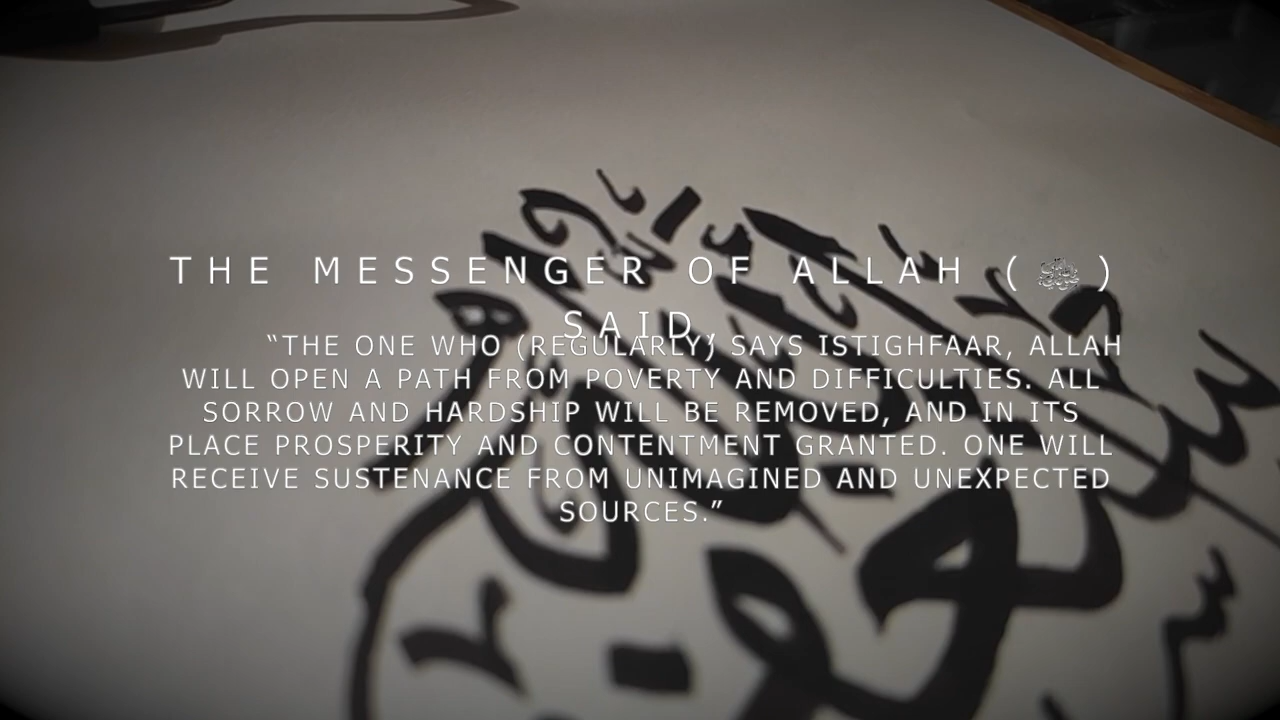 THE MESSENGER OF ALLAH (ﷺ)
SAID,
“THE ONE WHO (REGULARLY) SAYS ISTIGHFAAR, ALLAH
WILL OPEN A PATH FROM POVERTY AND DIFFICULTIES. ALL
SORROW AND HARDSHIP WILL BE REMOVED, AND IN ITS
PLACE PROSPERITY AND CONTENTMENT GRANTED. ONE WILL
RECEIVE SUSTENANCE FROM UNIMAGINED AND UNEXPECTED
SOURCES.”